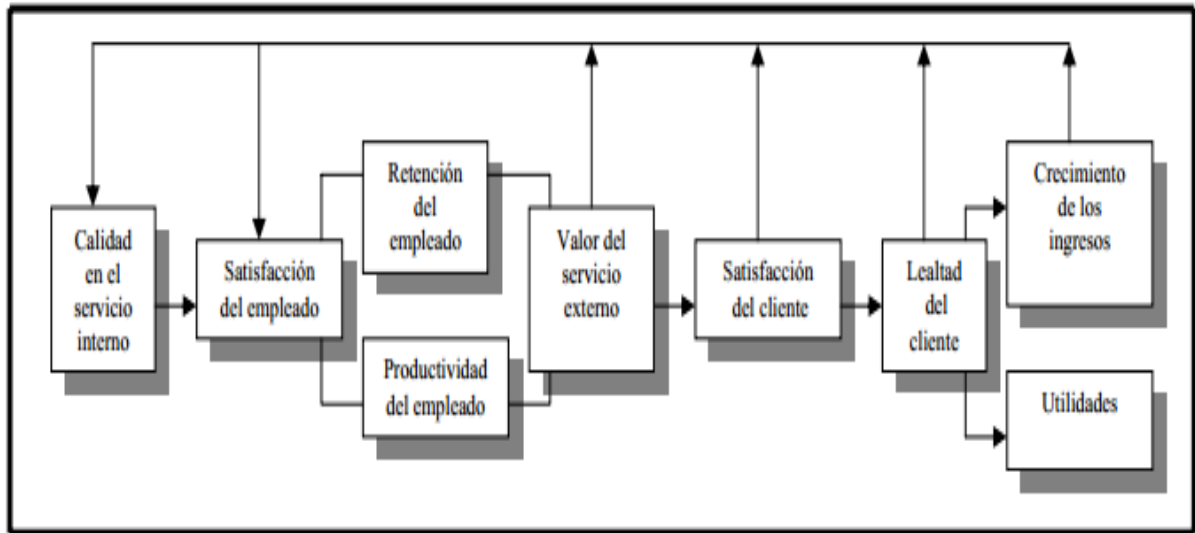 Calidad
en el
servicio
interno
Satisfacción
del empleado
Retención
del
empleado
Productividad
del empleado
Valor del
servicio
externo
Satisfacción
del cliente
Lealtad
del
cliente
Crecimiento
de los
ingresos
Utilidades